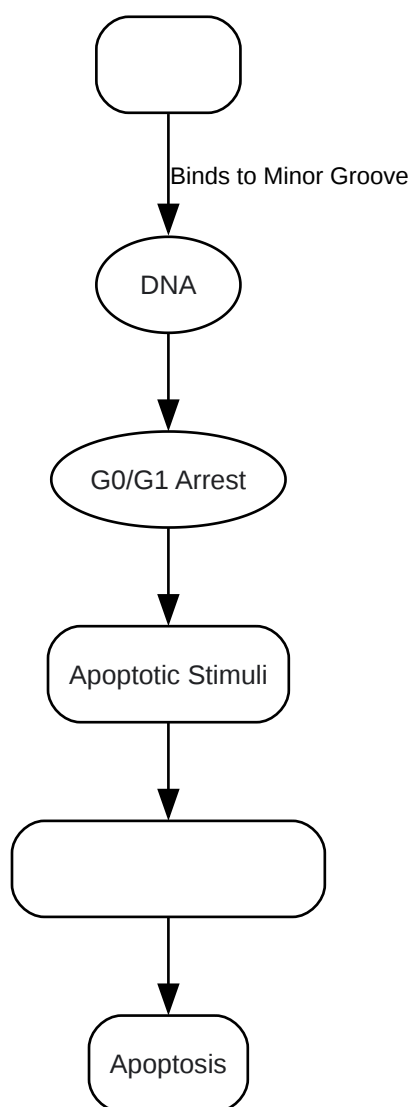 Binds to Minor Groove
DNA
G0/G1 Arrest
Apoptotic Stimuli
Apoptosis